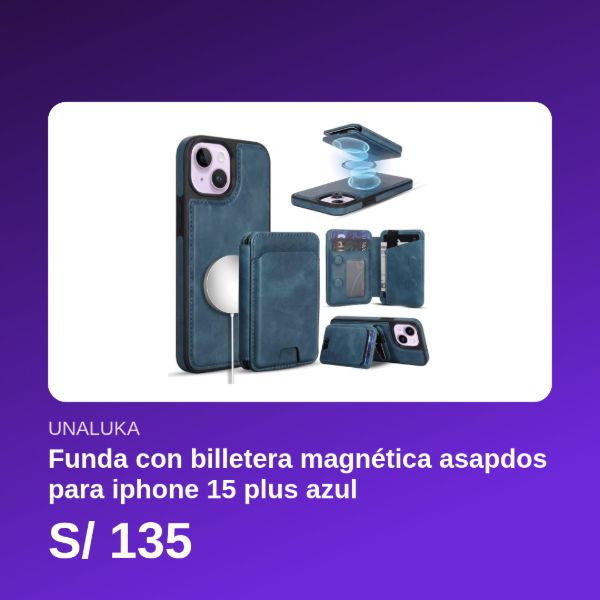 UNALUKA
Funda con billetera magnética asapdos
para iphone 15 plus azul
S/ 135